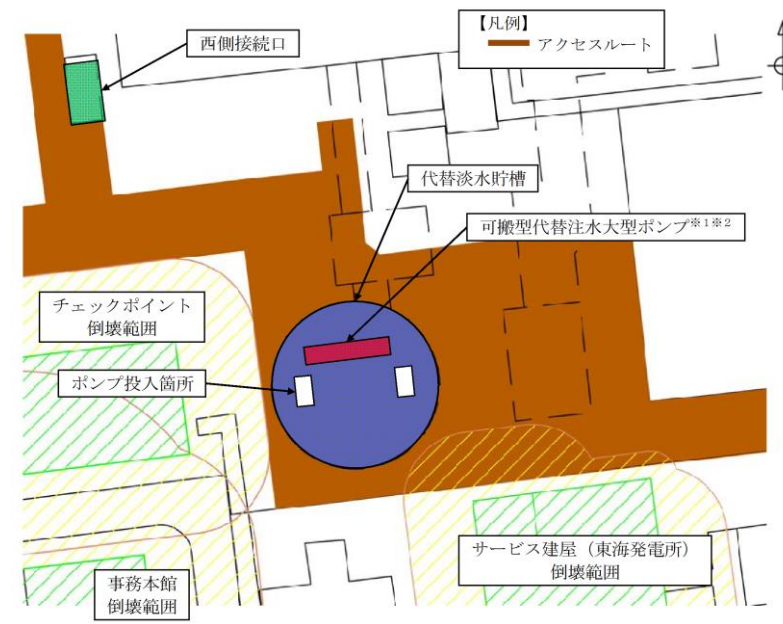 【凡例】
アクセスルート
西側接続口
代替淡水貯槽
可搬型代替注水大型ポンプ※1※2
チェックポイント
倒壊範囲
ポンプ投入箇所
サービス建屋（東海発電所）
倒壊範囲
事務本館
倒壊範囲